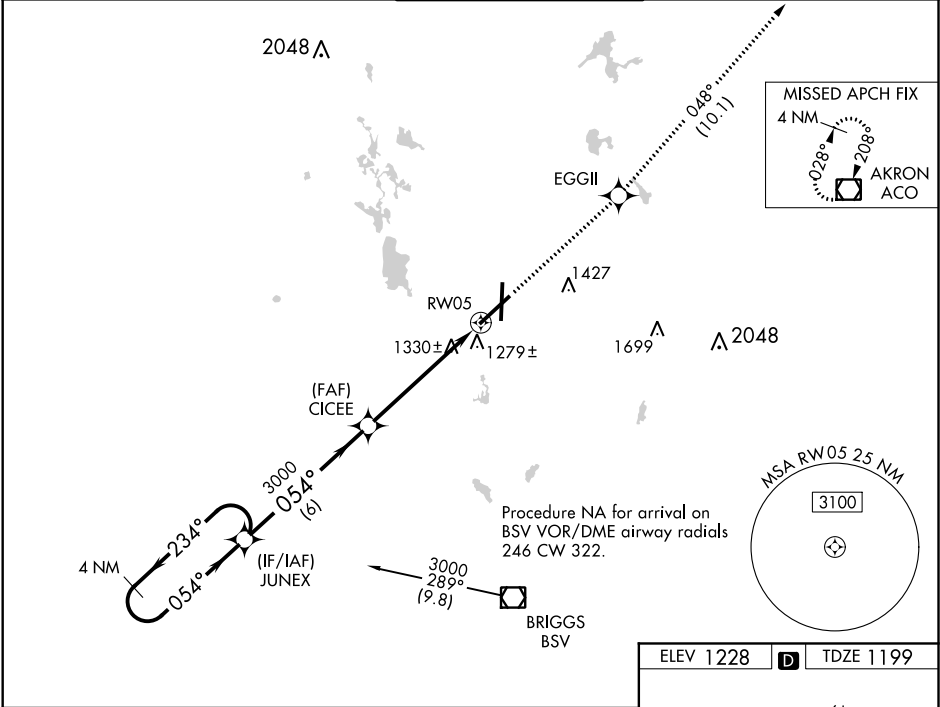 2048
048°
(10.1)
MISSED APCH FIX
4 NM
028°
208°
AKRON
ACO
EGGII
1427
RW05
1330±
1279±
1699
2048
(FAF)
CICEE
3000
054°
(6)
MSA RW05 25 NM
3100
234°
4 NM
054°
(IF/IAF)
JUNEX
Procedure NA for arrival on
BSV VOR/DME airway radials
246 CW 322.
3000
289°
(9.8)
BRIGGS
BSV
ELEV 1228 D TDZE 1199